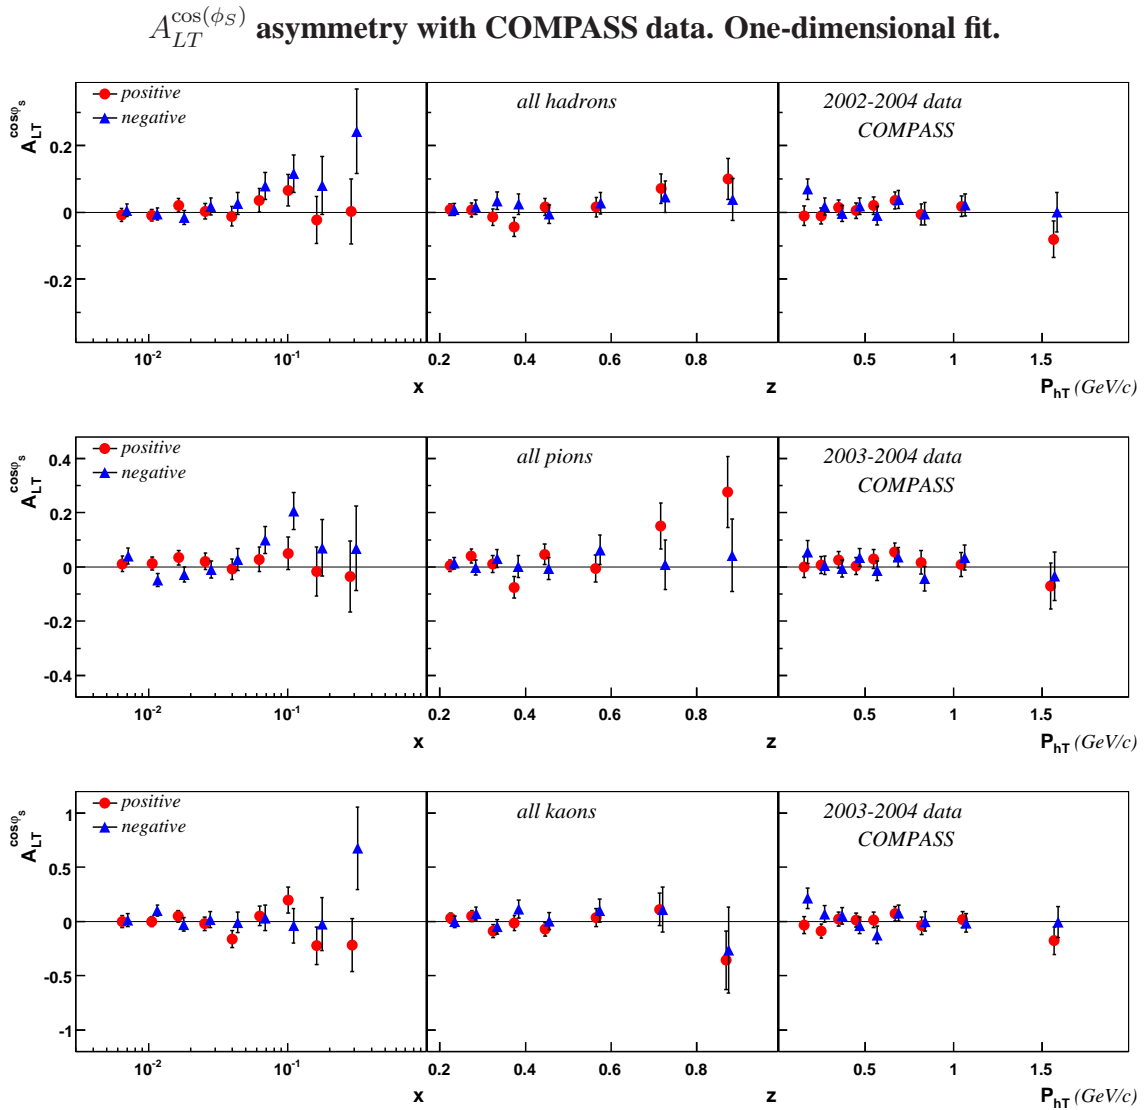 A_{LT}^{cos(ϕ_S)} asymmetry with COMPASS data. One-dimensional fit.
A_{LT}^{cosφ_s}
positive
negative
all hadrons
2002-2004 data
COMPASS
0.2
0
-0.2
10^{-2} 10^{-1} 0.2 0.4 0.6 0.8 0.5 1 1.5
x z P_{hT} (GeV/c)
A_{LT}^{cosφ_s}
positive
negative
all pions
2003-2004 data
COMPASS
0.4
0.2
0
-0.2
-0.4
10^{-2} 10^{-1} 0.2 0.4 0.6 0.8 0.5 1 1.5
x z P_{hT} (GeV/c)
A_{LT}^{cosφ_s}
positive
negative
all kaons
2003-2004 data
COMPASS
1
0.5
0
-0.5
-1
10^{-2} 10^{-1} 0.2 0.4 0.6 0.8 0.5 1 1.5
x z P_{hT} (GeV/c)